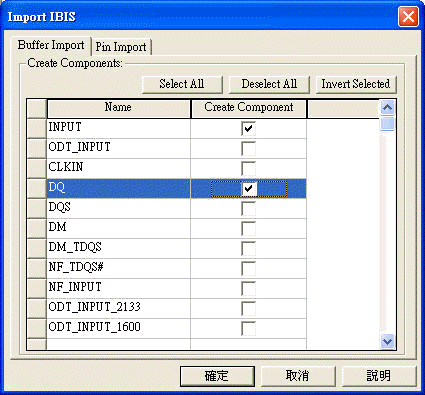 Import IBIS
Buffer Import Pin Import
Create Components:
Select All Deselect All Invert Selected
Name Create Component
INPUT
ODT_INPUT
CLKIN
DQ
DQS
DM
DM_TDQS
NF_TDQS#
NF_INPUT
ODT_INPUT_2133
ODT_INPUT_1600
確定 取消 說明